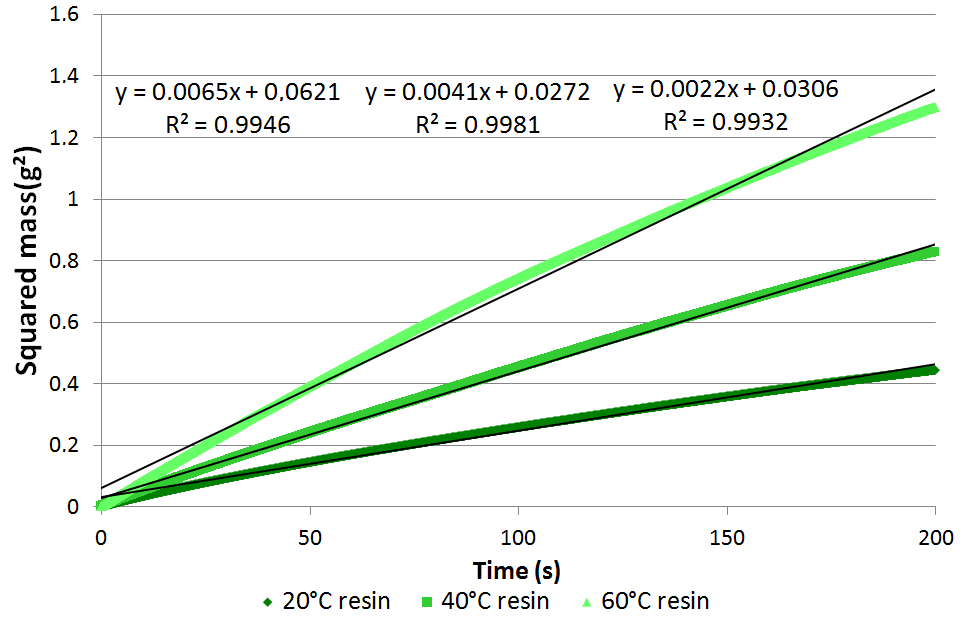 1.6
1.4
y = 0.0065x + 0,0621 y = 0.0041x + 0.0272 y = 0.0022x + 0.0306
R² = 0.9946 R² = 0.9981 R² = 0.9932
1.2
1
0.8
0.6
0.4
0.2
0
Squared mass(g²)
0 50 100 150 200
Time (s)
20°C resin 40°C resin 60°C resin